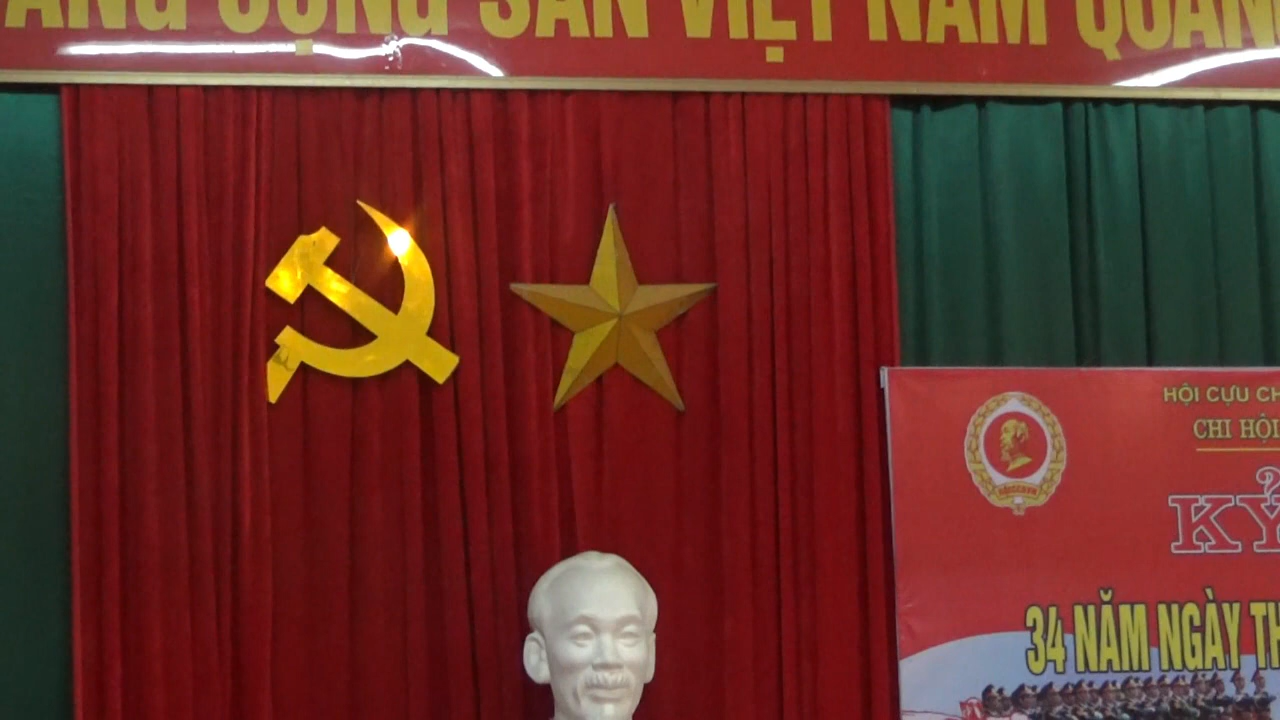 ĐẢNG CỘNG SẢN VIỆT NAM QUANG
HỘI CỰU CH
CHI HỘI
KỶ
34 NĂM NGÀY TH